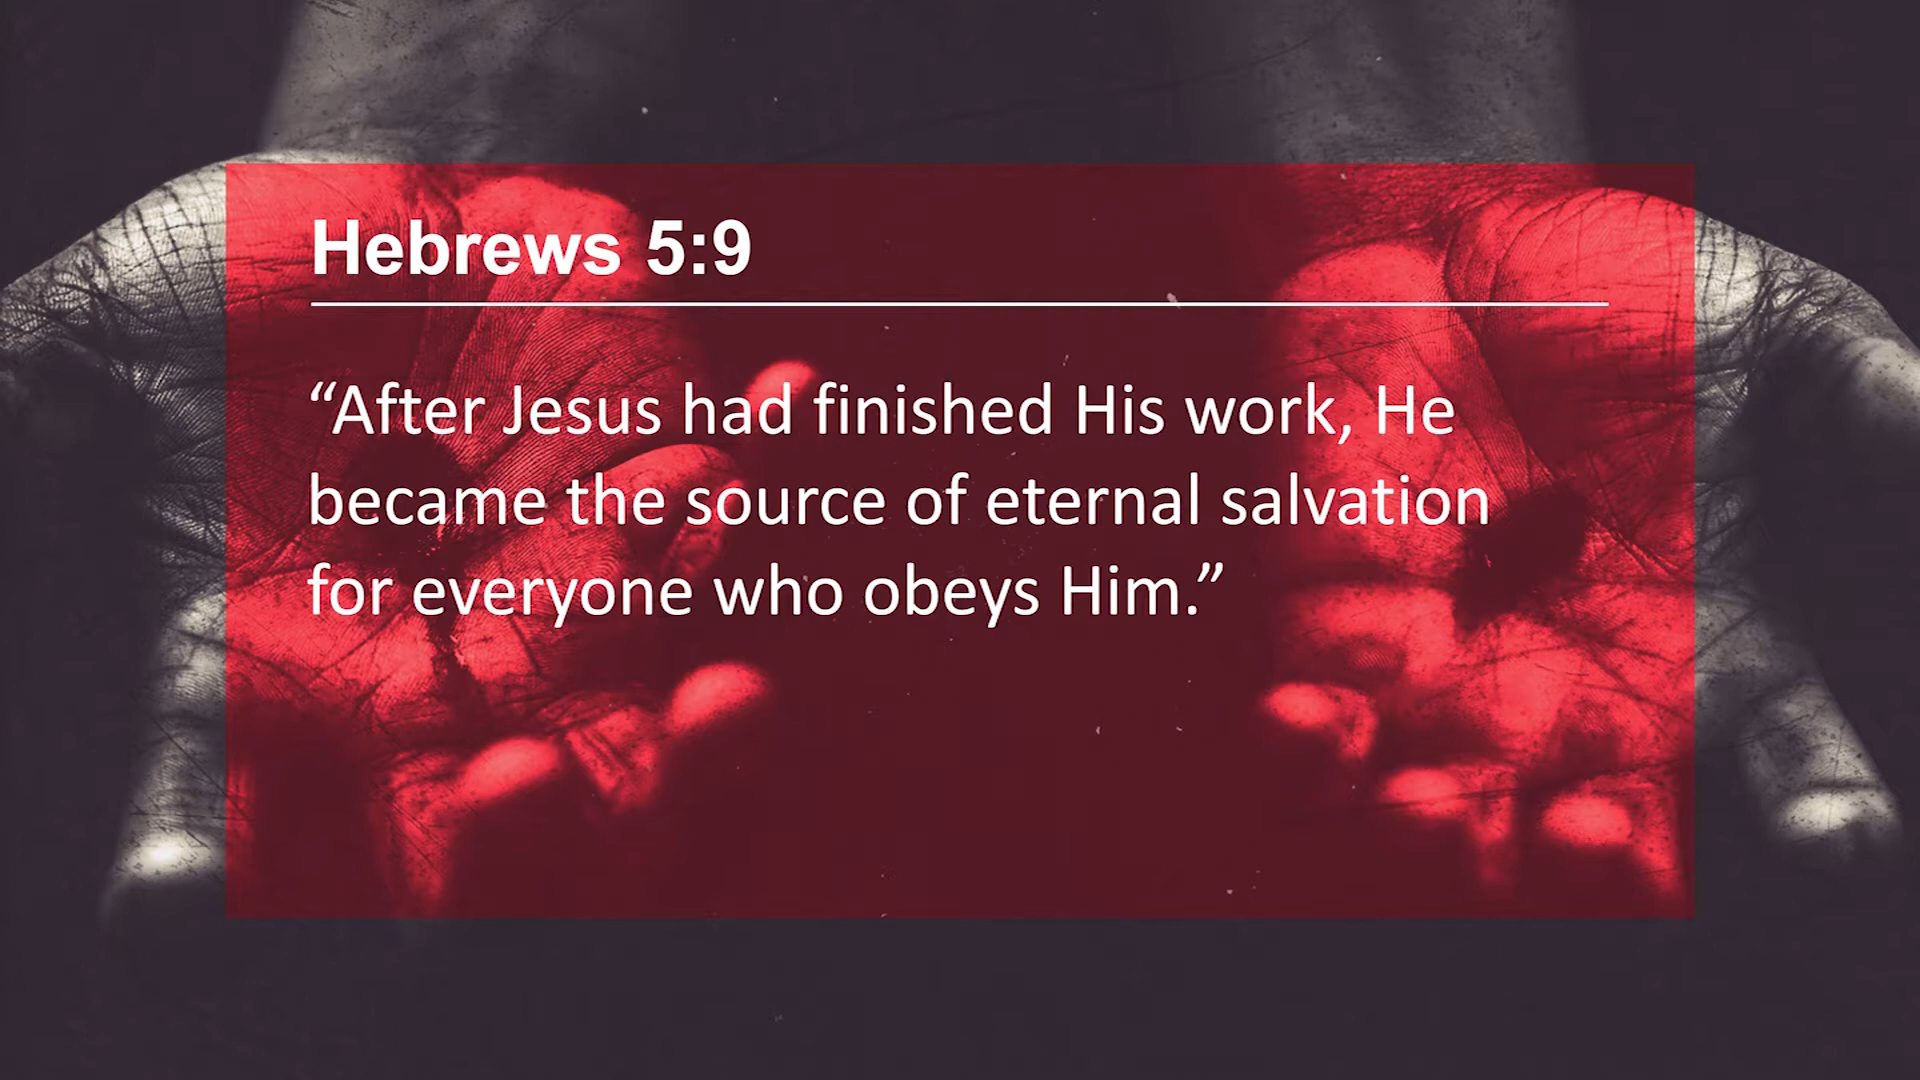 Hebrews 5:9
“After Jesus had finished His work, He
became the source of eternal salvation
for everyone who obeys Him.”